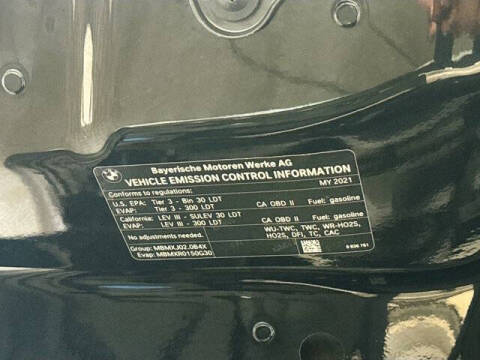 BMW
Bayerische Motoren Werke AG
VEHICLE EMISSION CONTROL INFORMATION
Conforms to regulations: MY 2021
U.S. EPA: Tier 3 - Bin 30 LDT CA OBD II Fuel: gasoline
EVAP: Tier 3 - 300 LDT
California: LEV III - SULEV 30 LDT CA OBD II Fuel: gasoline
EVAP: LEV III - 300 LDT
No adjustments needed. WU-TWC, TWC, WR-HO2S,
HO2S, DFI, TC, CAC
Group: MBMXJ02.0B4X
Evap: MBMXR0150G30